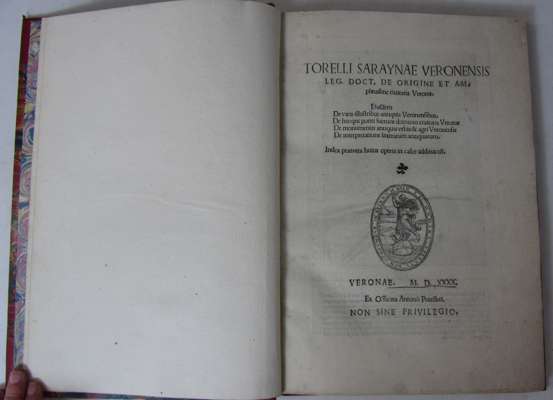 TORELLI SARAYNAE VERONENSIS
LEG. DOCT. DE ORIGINE ET AM,
plitudine ciuitatis Veronae.
Eiusdem
De viris illustribus antiquis Veronensibus.
De his qui potiti fuerunt dominio ciuitatis Veronae
De monumentis antiquis urbis & agri Veronensis
De interpretatione litterarum antiquarum.
Index praeterea huius operis in calce additus est.
VERONAE. M. D. XXXX.
Ex Officina Antonii Putelleti.
NON SINE PRIVILEGIO.